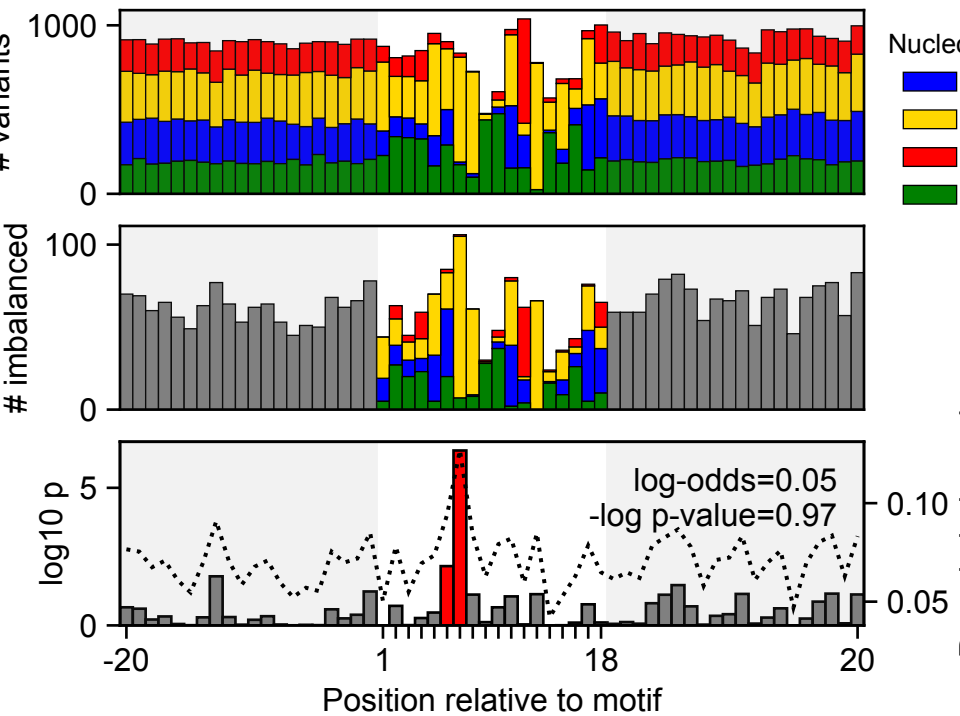 1000
0
# variants
Nucleo
100
0
# imbalanced
5
0
log10 p
log-odds=0.05
-log p-value=0.97
0.10
0.05
-20
1
18
20
Position relative to motif